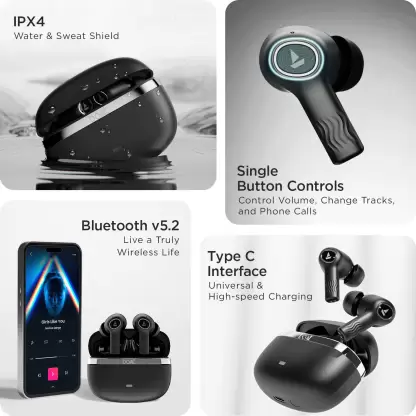 IPX4
Water & Sweat Shield
Single
Button Controls
Control Volume, Change Tracks,
and Phone Calls
Bluetooth v5.2
Live a Truly
Wireless Life
Type C
Interface
Universal &
High-speed Charging